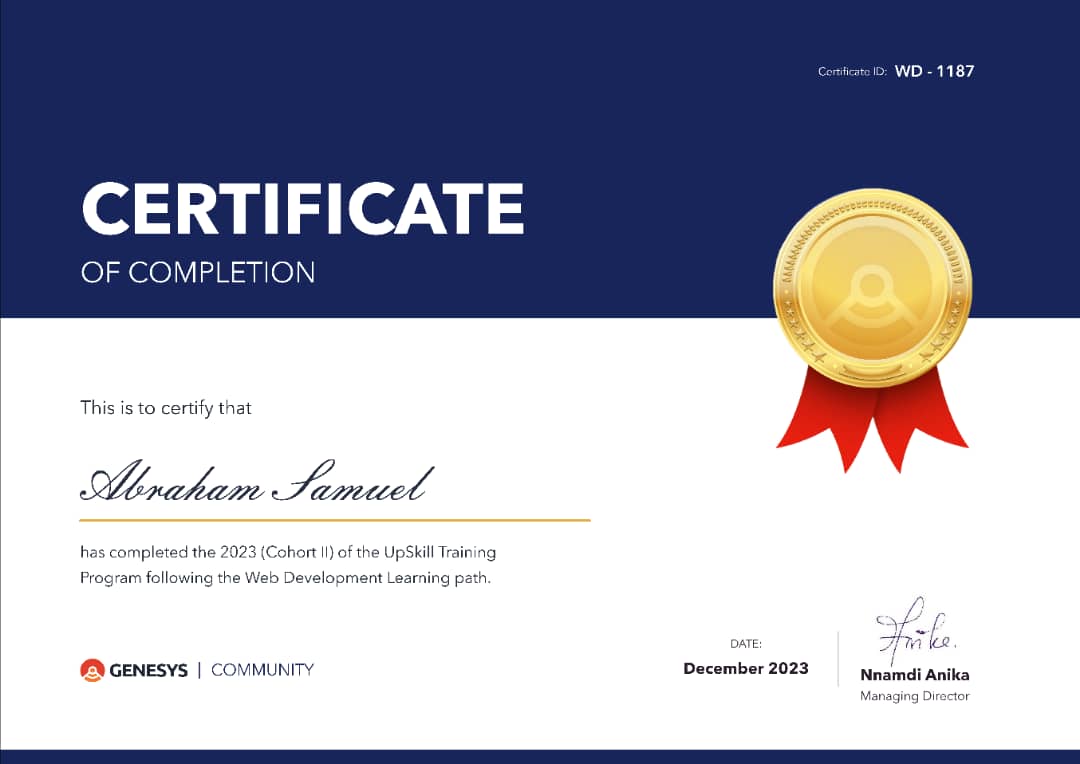 Certificate ID: WD - 1187
CERTIFICATE
OF COMPLETION
This is to certify that
Abraham Samuel
has completed the 2023 (Cohort II) of the UpSkill Training
Program following the Web Development Learning path.
GENESYS | COMMUNITY
DATE:
December 2023
Anike.
Nnamdi Anika
Managing Director